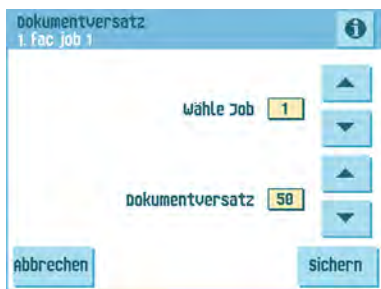 Dokumentversatz
1. Fac job 1
Wähle Job 1
Dokumentversatz 50
Abbrechen
Sichern